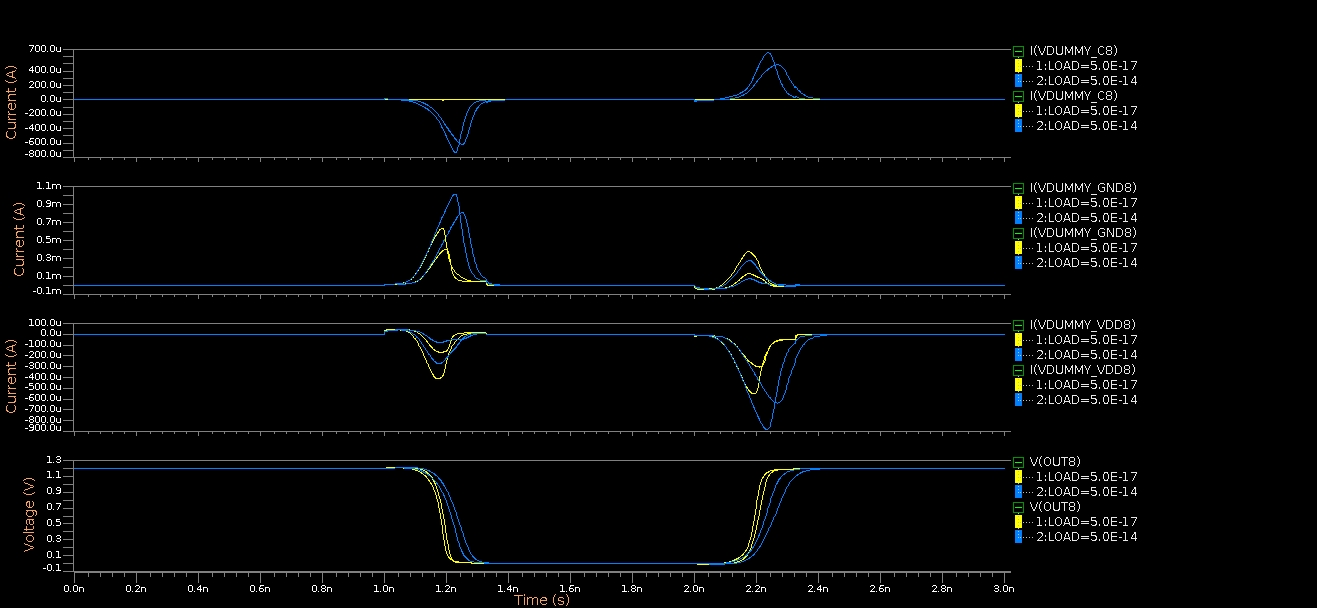 Current (A)
700.0u
400.0u
200.0u
0.0u
-200.0u
-400.0u
-600.0u
-800.0u
I(VDUMMY_C8)
1:LOAD=5.0E-17
2:LOAD=5.0E-14
I(VDUMMY_C8)
1:LOAD=5.0E-17
2:LOAD=5.0E-14
Current (A)
1.1m
0.9m
0.7m
0.5m
0.3m
0.1m
-0.1m
I(VDUMMY_GND8)
1:LOAD=5.0E-17
2:LOAD=5.0E-14
I(VDUMMY_GND8)
1:LOAD=5.0E-17
2:LOAD=5.0E-14
Current (A)
100.0u
0.0u
-100.0u
-200.0u
-300.0u
-400.0u
-500.0u
-600.0u
-700.0u
-800.0u
-900.0u
I(VDUMMY_VDD8)
1:LOAD=5.0E-17
2:LOAD=5.0E-14
I(VDUMMY_VDD8)
1:LOAD=5.0E-17
2:LOAD=5.0E-14
Voltage (V)
1.3
1.1
0.9
0.7
0.5
0.3
0.1
-0.1
V(OUT8)
1:LOAD=5.0E-17
2:LOAD=5.0E-14
V(OUT8)
1:LOAD=5.0E-17
2:LOAD=5.0E-14
0.0n 0.2n 0.4n 0.6n 0.8n 1.0n 1.2n 1.4n 1.6n 1.8n 2.0n 2.2n 2.4n 2.6n 2.8n 3.0n
Time (s)